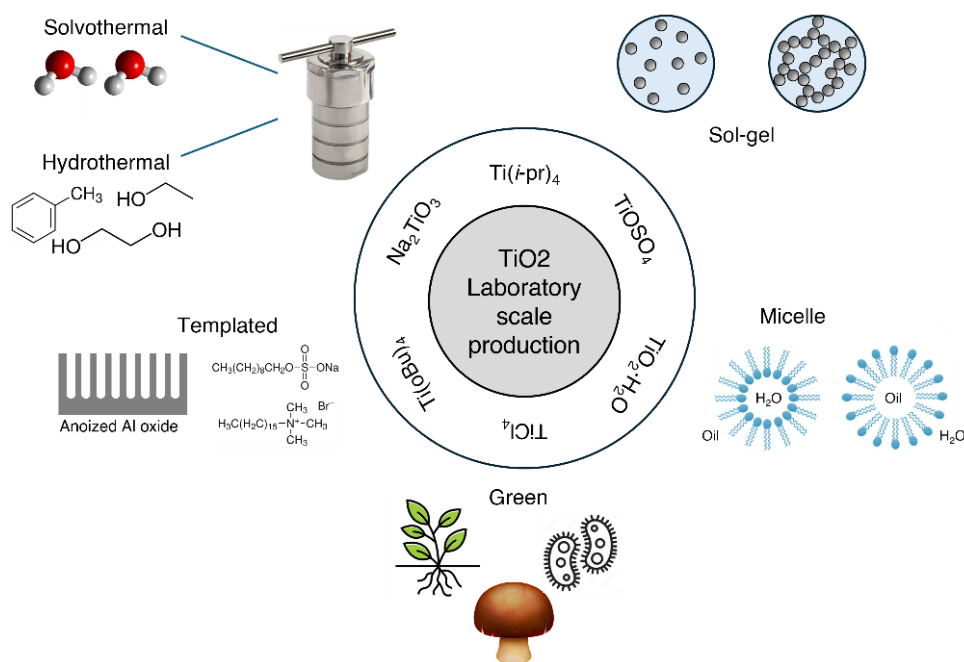 Solvothermal
Hydrothermal
CH₃
HO
HO
OH
Sol-gel
Ti(i-pr)₄
TiOSO₄
TiO₂·H₂O
TiCl₄
Ti(oBu)₄
Na₂TiO₃
TiO2
Laboratory
scale
production
Templated
Anoized Al oxide
O
CH₃(CH₂)₈CH₂O-S-ONa
O
CH₃ Br⁻
H₃C(H₂C)₁₅-N⁺-CH₃
CH₃
Micelle
H₂O
Oil
Oil
H₂O
Green